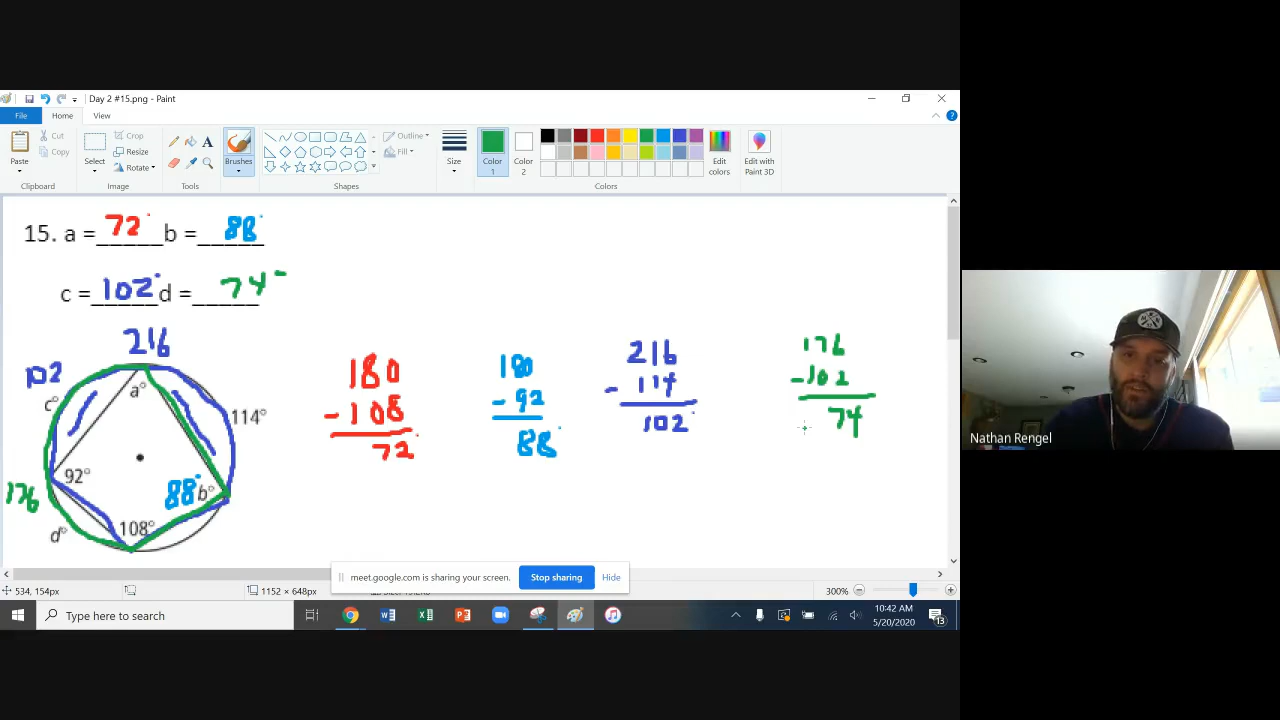 Day 2 #15.png - Paint
File
Home
View
Paste
Cut
Copy
Clipboard
Select
Crop
Resize
Rotate
Image
A
Tools
Brushes
Shapes
Outline
Fill
Size
Color 1
Color 2
Colors
Edit colors
Edit with Paint 3D
15. a = 72° b = 88°
c = 102° d = 74°
216
102
c°
a°
114°
92°
88° b°
176
d°
108°
180
- 108
72°
180
- 92
88°
216
- 114
102°
176
- 102
74
Nathan Rengel
meet.google.com is sharing your screen.
Stop sharing
Hide
534, 154px
1152 × 648px
300%
Type here to search
10:42 AM
5/20/2020
13